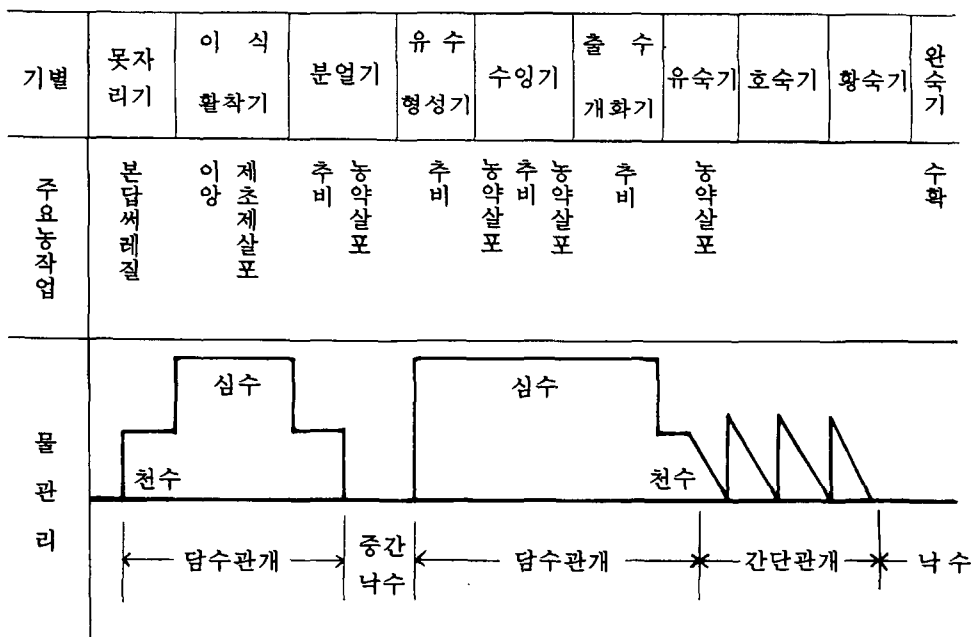 기별
못자리기
이 식
활착기
분얼기
유 수
형성기
수잉기
출 수
개화기
유숙기
호숙기
황숙기
완숙기
주요농작업
본답써레질
이앙
제초제살포
추비
농약살포
추비
농약살포
추비
농약살포
추비
농약살포
수확
물관리
심수
심수
천수
천수
담수관개
중간
낙수
담수관개
간단관개
낙 수